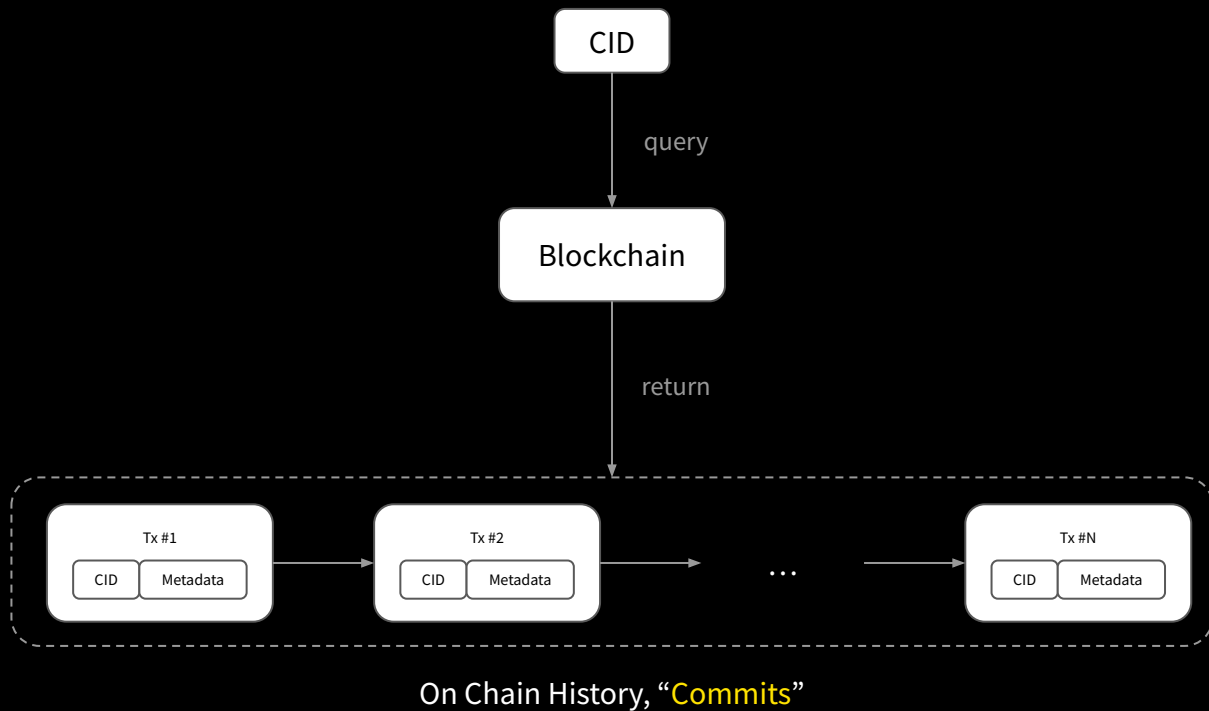 CID
query
Blockchain
return
Tx #1
CID
Metadata
Tx #2
CID
Metadata
...
Tx #N
CID
Metadata
On Chain History, “Commits”